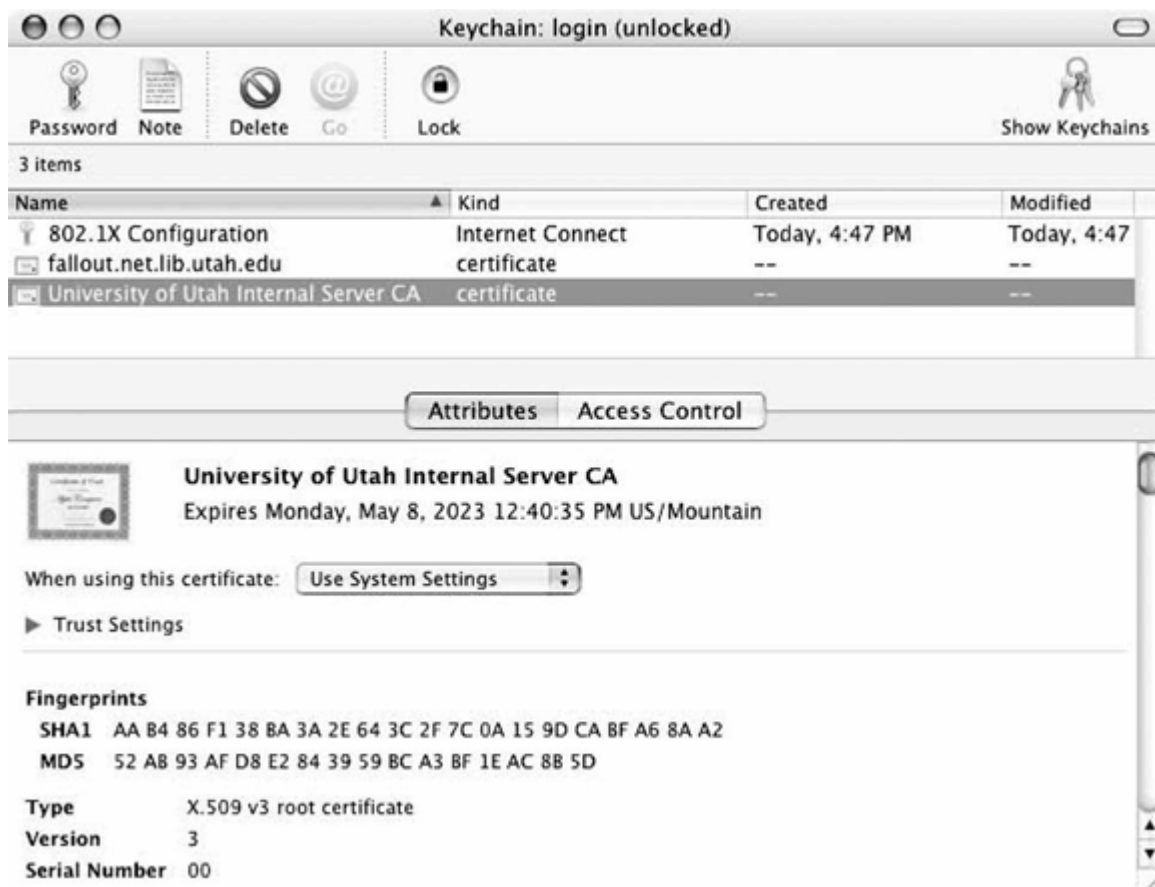 Keychain: login (unlocked)
Password Note Delete Go Lock Show Keychains
3 items
Name Kind Created Modified
802.1X Configuration Internet Connect Today, 4:47 PM Today, 4:47
fallout.net.lib.utah.edu certificate -- --
University of Utah Internal Server CA certificate -- --
Attributes Access Control
University of Utah Internal Server CA
Expires Monday, May 8, 2023 12:40:35 PM US/Mountain
When using this certificate: Use System Settings
Trust Settings
Fingerprints
SHA1 AA B4 86 F1 38 BA 3A 2E 64 3C 2F 7C 0A 15 9D CA BF A6 8A A2
MD5 52 AB 93 AF D8 E2 84 39 59 BC A3 BF 1E AC 8B 5D
Type X.509 v3 root certificate
Version 3
Serial Number 00